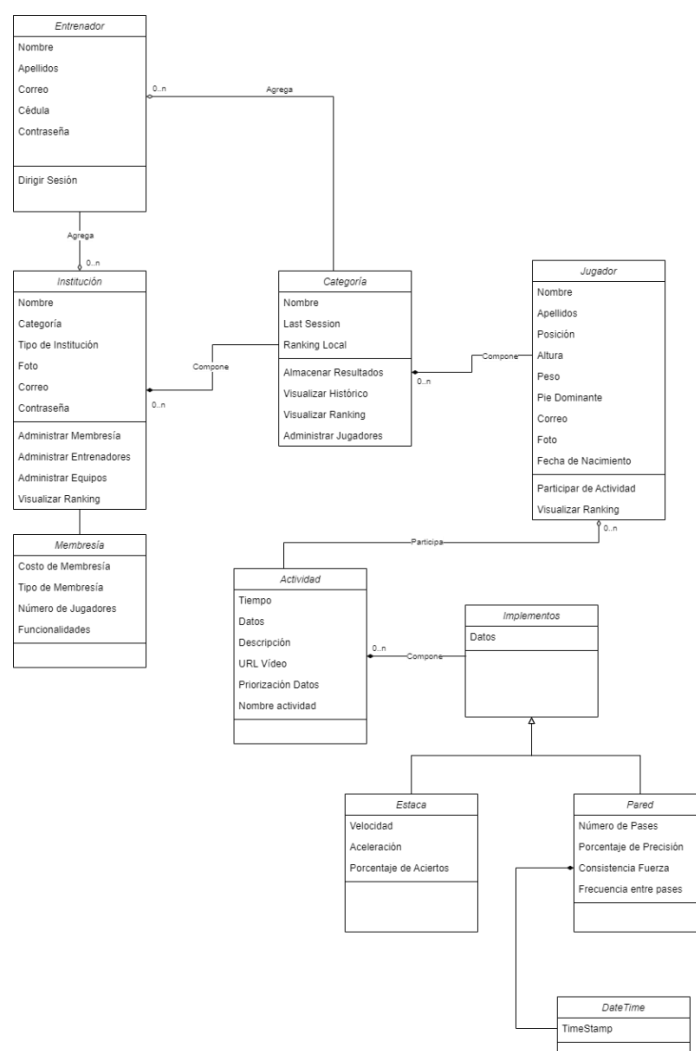 Entrenador
Nombre
Apellidos
Correo
Cédula
Contraseña
Dirigir Sesión
0..n
Agrega
Agrega
0..n
Institución
Nombre
Categoría
Tipo de Institución
Foto
Correo
Contraseña
Administrar Membresía
Administrar Entrenadores
Administrar Equipos
Visualizar Ranking
Compone
0..n
Categoría
Nombre
Last Session
Ranking Local
Almacenar Resultados
Visualizar Histórico
Visualizar Ranking
Administrar Jugadores
Compone
0..n
Jugador
Nombre
Apellidos
Posición
Altura
Peso
Pie Dominante
Correo
Foto
Fecha de Nacimiento
Participar de Actividad
Visualizar Ranking
0..n
Participa
Membresía
Costo de Membresía
Tipo de Membresía
Número de Jugadores
Funcionalidades
Actividad
Tiempo
Datos
Descripción
URL Vídeo
Priorización Datos
Nombre actividad
0..n
Compone
Implementos
Datos
Estaca
Velocidad
Aceleración
Porcentaje de Aciertos
Pared
Número de Pases
Porcentaje de Precisión
Consistencia Fuerza
Frecuencia entre pases
DateTime
TimeStamp